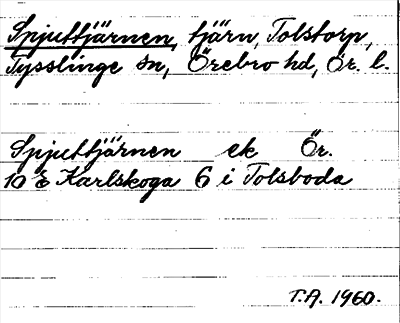 Spjuttjärnen, tjärn, Tolstorp,
Tysslinge sn, Örebro hd, Ör. l.
Spjuttjärnen ek Ör.
10 E Karlskoga 6 i Tolsboda
T.A. 1960.